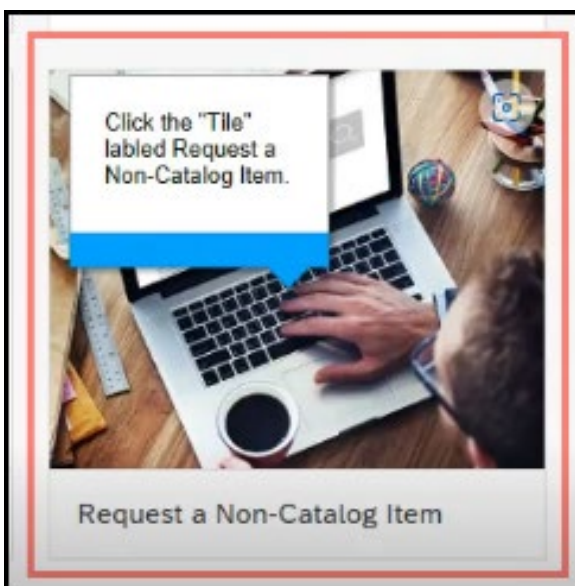 Click the "Tile"
labled Request a
Non-Catalog Item.
Request a Non-Catalog Item